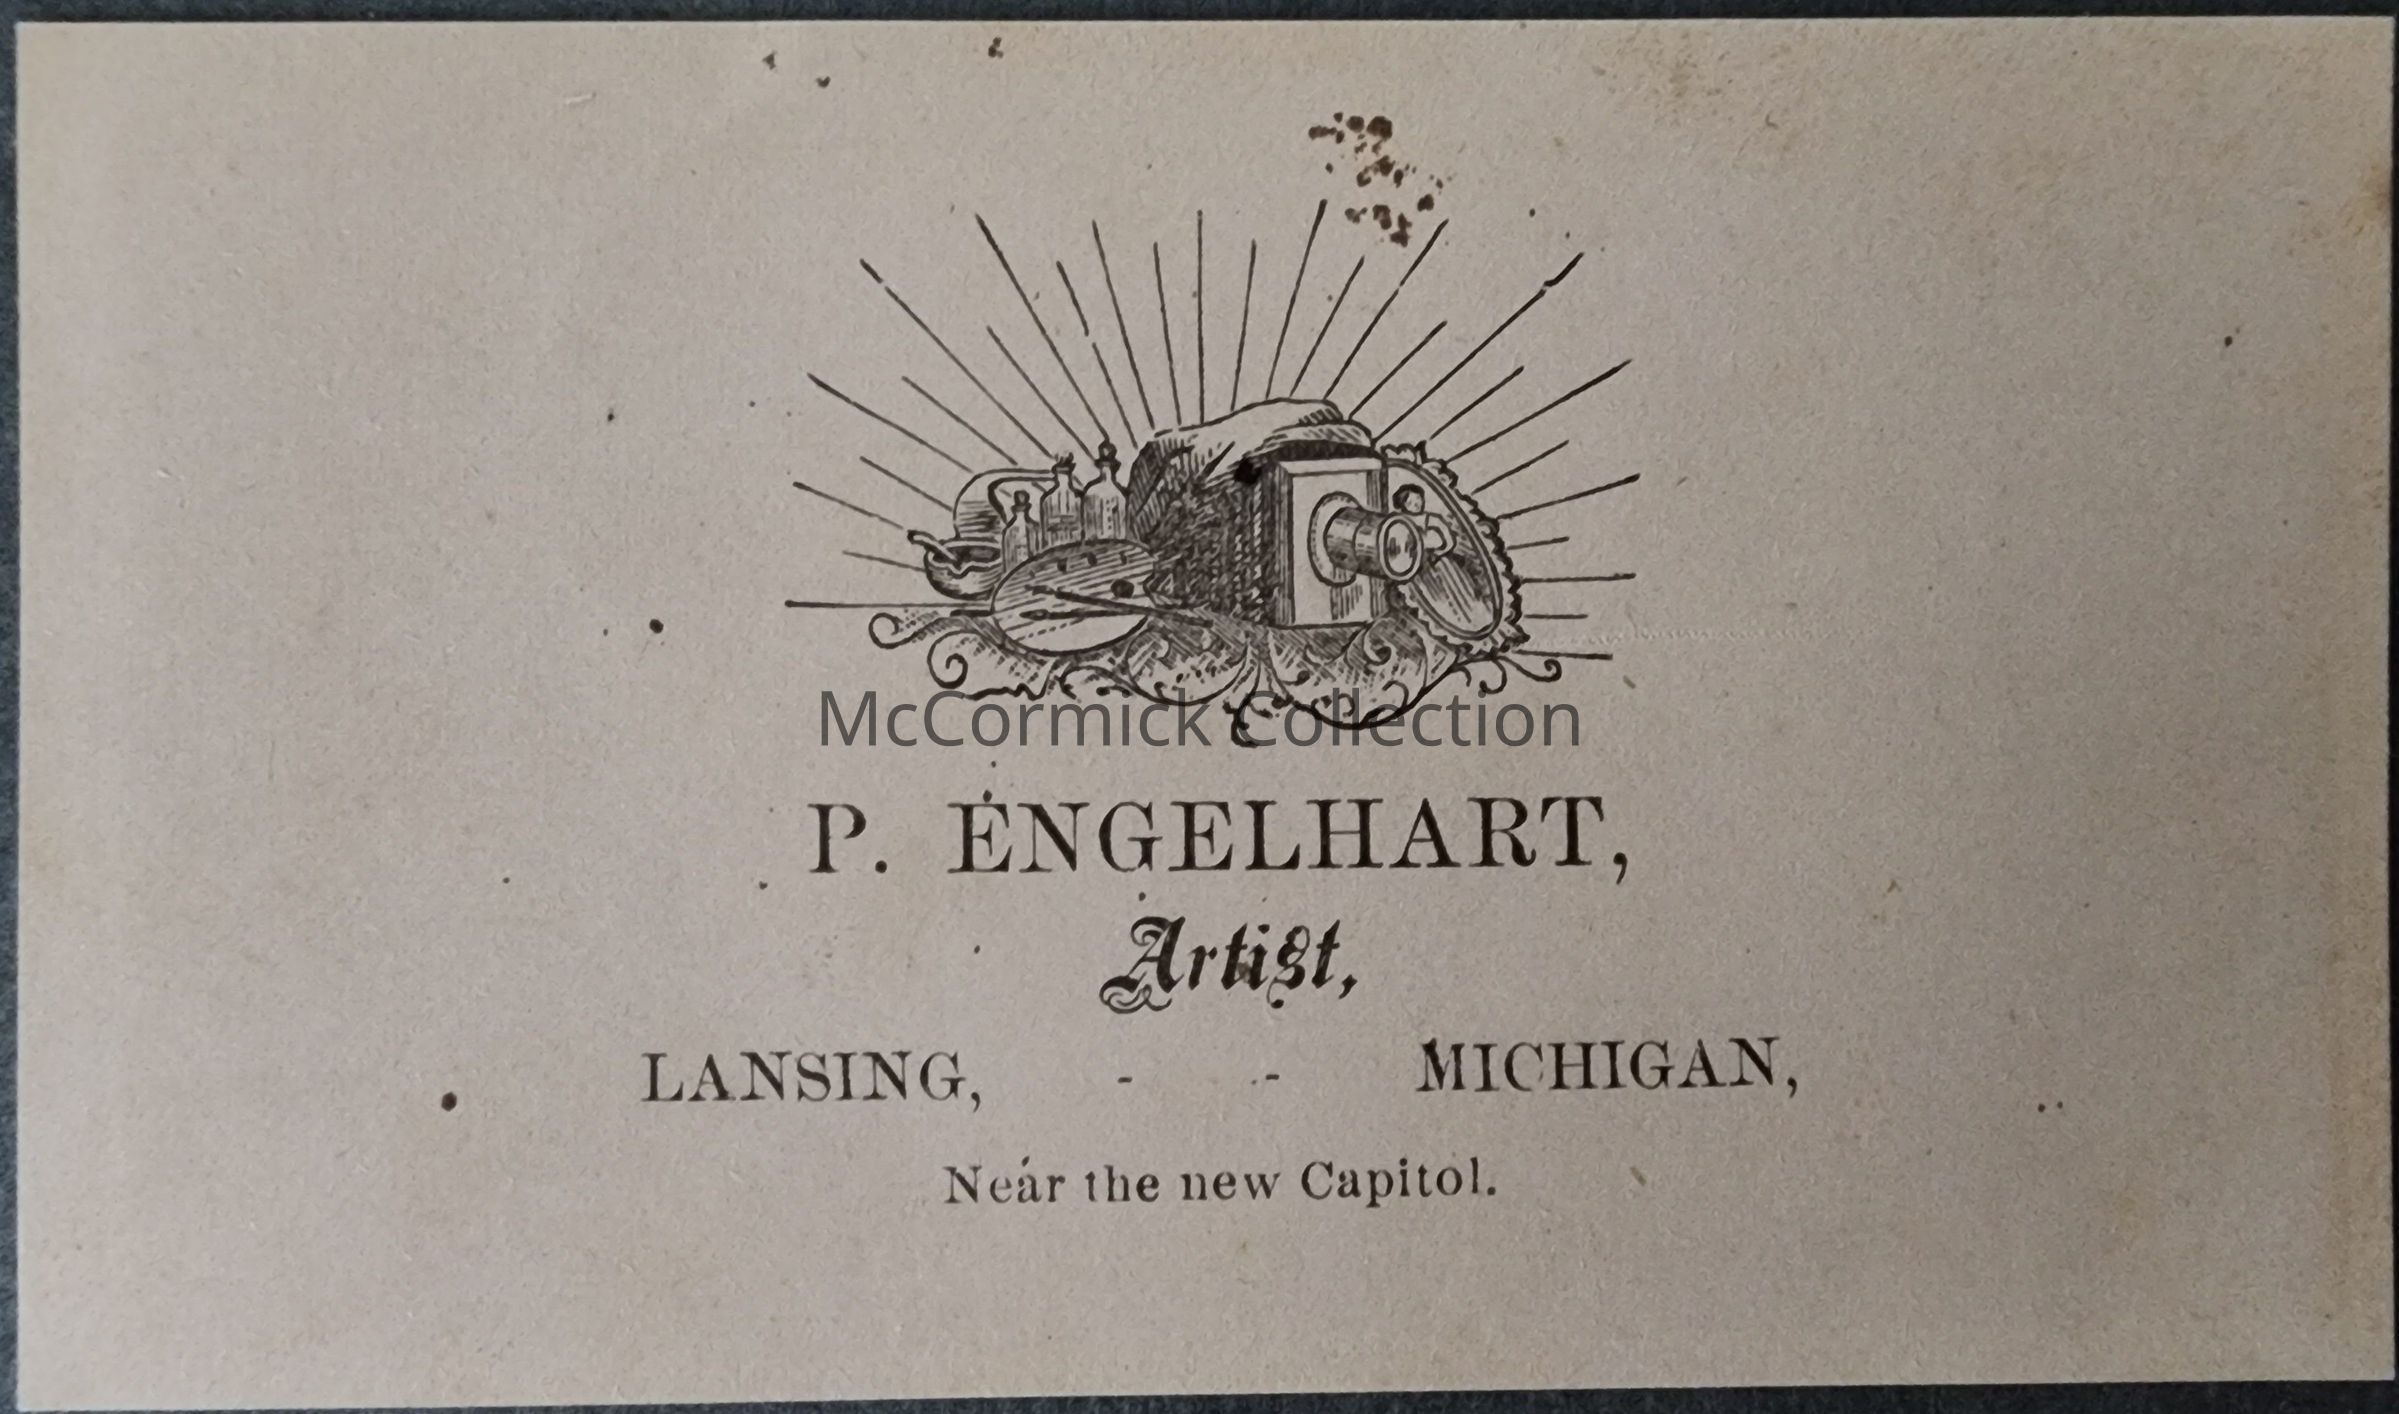 McCormick Collection
P. ENGELHART,
Artist,
LANSING, - - MICHIGAN,
Near the new Capitol.